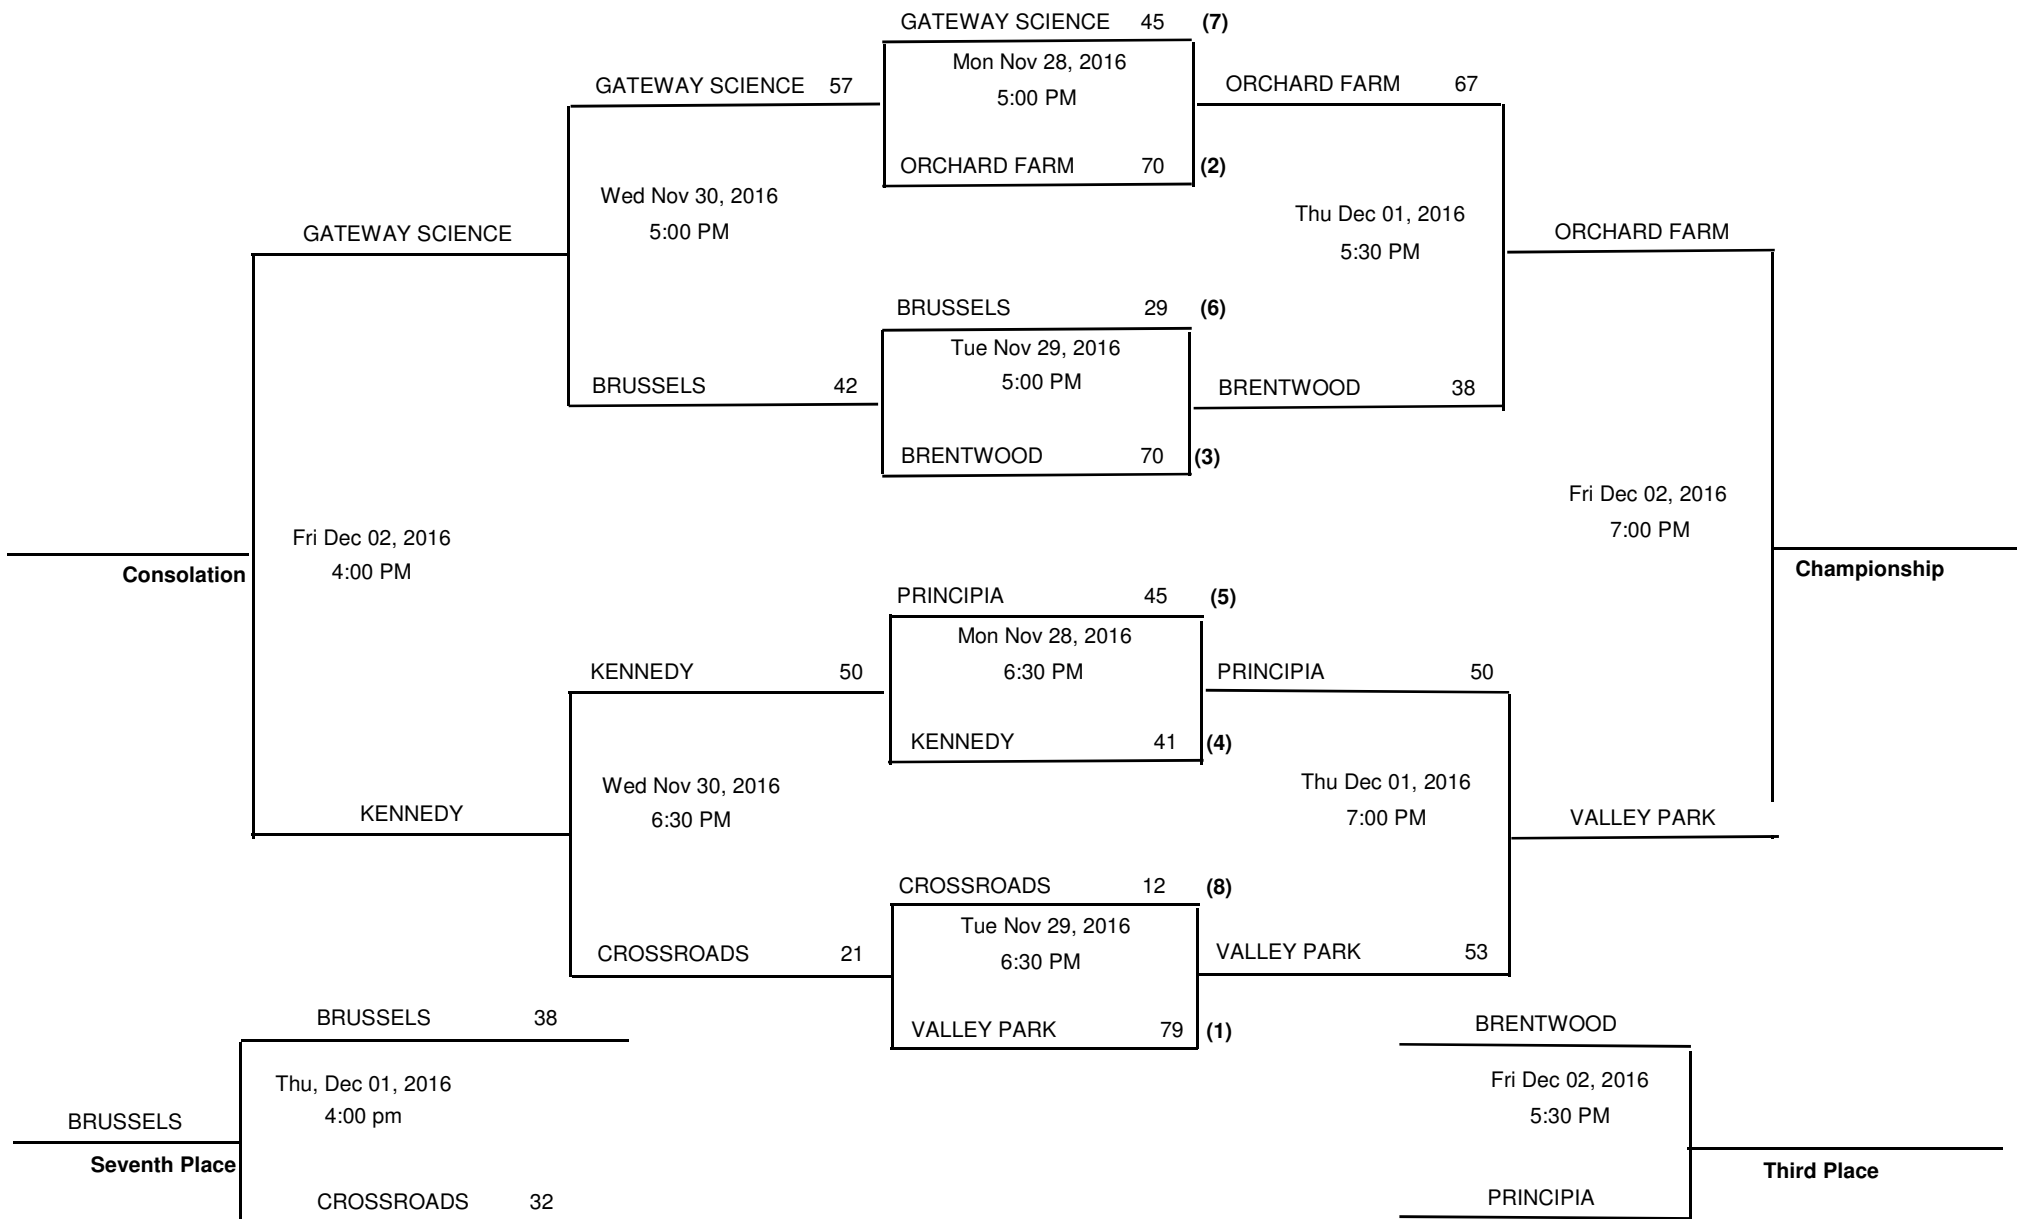 GATEWAY SCIENCE 45 (7)
Mon Nov 28, 2016
GATEWAY SCIENCE 57
5:00 PM
ORCHARD FARM 67
ORCHARD FARM 70 (2)
Wed Nov 30, 2016
5:00 PM
Thu Dec 01, 2016
5:30 PM
GATEWAY SCIENCE
ORCHARD FARM
BRUSSELS 29 (6)
Tue Nov 29, 2016
5:00 PM
BRUSSELS 42
BRENTWOOD 38
BRENTWOOD 70 (3)
Fri Dec 02, 2016
7:00 PM
Fri Dec 02, 2016
4:00 PM
Consolation
Championship
PRINCIPIA 45 (5)
Mon Nov 28, 2016
6:30 PM
KENNEDY 50
PRINCIPIA 50
KENNEDY 41 (4)
Wed Nov 30, 2016
6:30 PM
Thu Dec 01, 2016
7:00 PM
KENNEDY
VALLEY PARK
CROSSROADS 12 (8)
Tue Nov 29, 2016
6:30 PM
CROSSROADS 21
VALLEY PARK 53
VALLEY PARK 79 (1)
BRUSSELS 38
BRENTWOOD
Thu, Dec 01, 2016
4:00 pm
Fri Dec 02, 2016
5:30 PM
BRUSSELS
Seventh Place
Third Place
CROSSROADS 32
PRINCIPIA